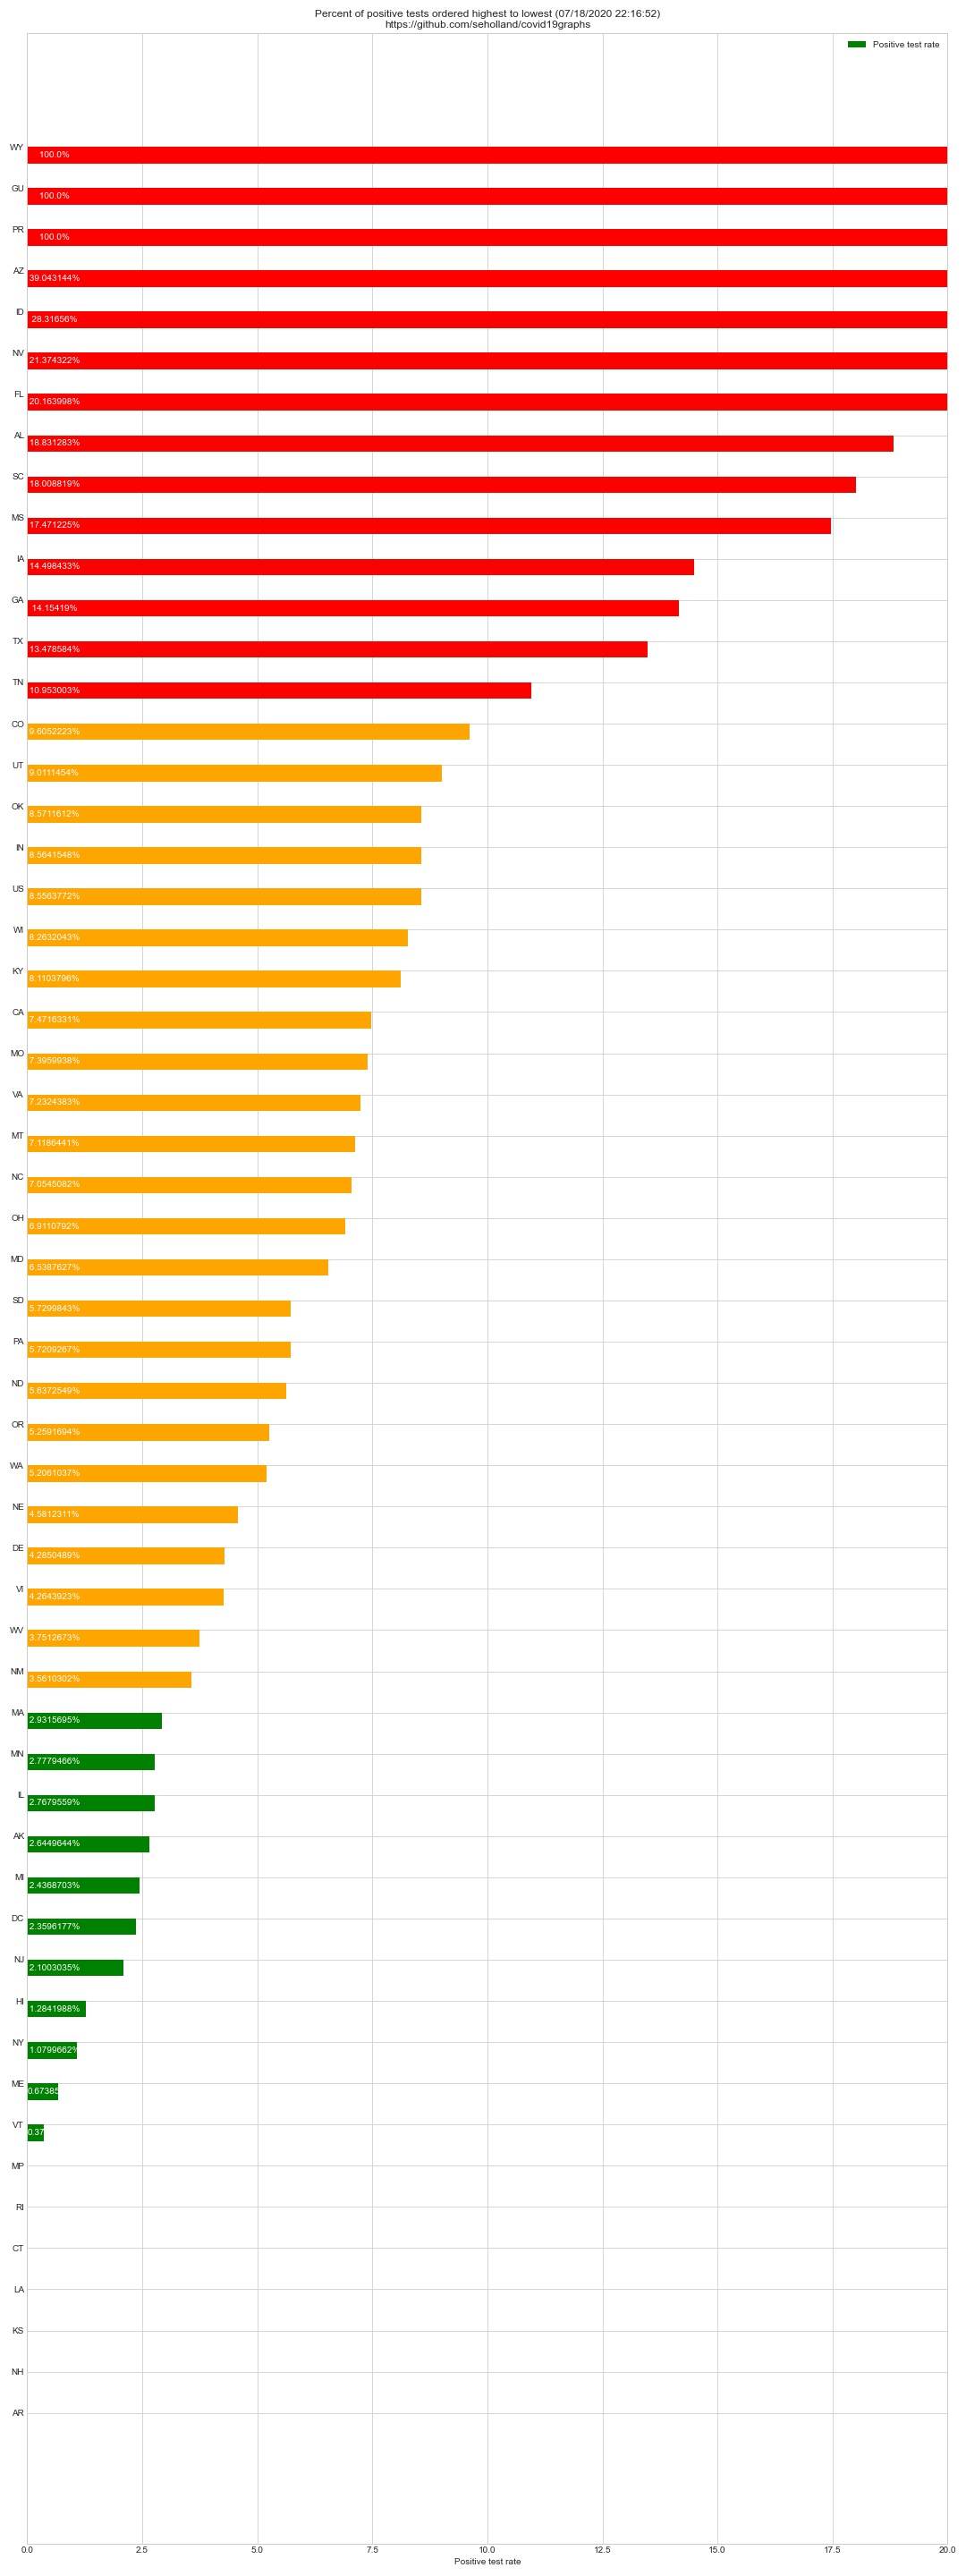 Percent of positive tests ordered highest to lowest (07/18/2020 22:16:52)
https://github.com/seholland/covid19graphs
Positive test rate
WY 100.0%
GU 100.0%
PR 100.0%
AZ 39.043144%
ID 28.31656%
NV 21.374322%
FL 20.163998%
AL 18.831283%
SC 18.008819%
MS 17.471225%
IA 14.498433%
GA 14.15419%
TX 13.478584%
TN 10.953003%
CO 9.6052223%
UT 9.0111454%
OK 8.5711612%
IN 8.5641548%
US 8.5563772%
WI 8.2632043%
KY 8.1103796%
CA 7.4716331%
MO 7.3959938%
VA 7.2324383%
MT 7.1186441%
NC 7.0545082%
OH 6.9110792%
MD 6.5387627%
SD 5.7299843%
PA 5.7209267%
ND 5.6372549%
OR 5.2591694%
WA 5.2061037%
NE 4.5812311%
DE 4.2850489%
VI 4.2643923%
WV 3.7512673%
NM 3.5610302%
MA 2.9315695%
MN 2.7779466%
IL 2.7679559%
AK 2.6449644%
MI 2.4368703%
DC 2.3596177%
NJ 2.1003035%
HI 1.2841988%
NY 1.0799662%
ME 0.67385
VT 0.37
MP
RI
CT
LA
KS
NH
AR
0.0 2.5 5.0 7.5 10.0 12.5 15.0 17.5 20.0
Positive test rate